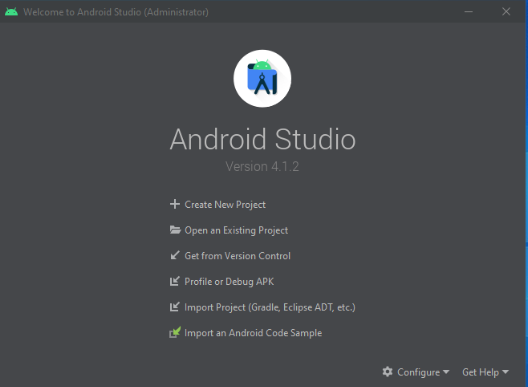 Welcome to Android Studio (Administrator)
Android Studio
Version 4.1.2
Create New Project
Open an Existing Project
Get from Version Control
Profile or Debug APK
Import Project (Gradle, Eclipse ADT, etc.)
Import an Android Code Sample
Configure Get Help